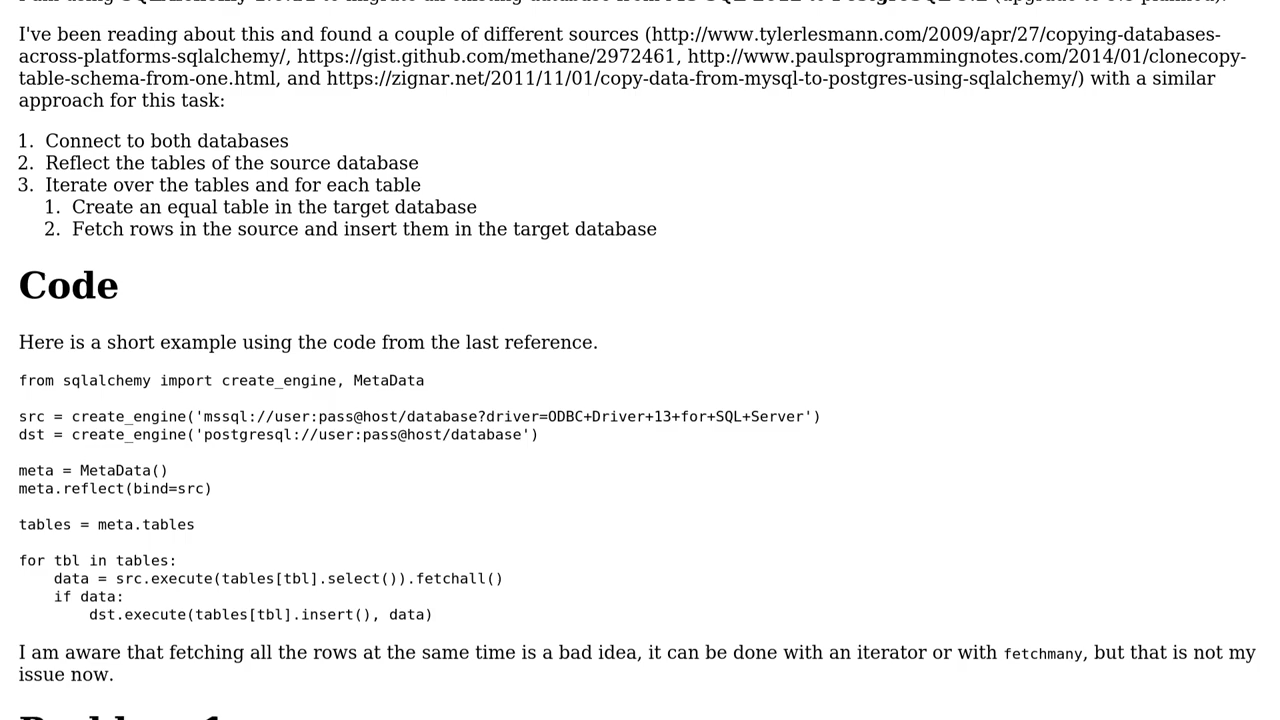 I've been reading about this and found a couple of different sources (http://www.tylerlesmann.com/2009/apr/27/copying-databases-
across-platforms-sqlalchemy/, https://gist.github.com/methane/2972461, http://www.paulsprogrammingnotes.com/2014/01/clonecopy-
table-schema-from-one.html, and https://zignar.net/2011/11/01/copy-data-from-mysql-to-postgres-using-sqlalchemy/) with a similar
approach for this task:
1. Connect to both databases
2. Reflect the tables of the source database
3. Iterate over the tables and for each table
1. Create an equal table in the target database
2. Fetch rows in the source and insert them in the target database
Code
Here is a short example using the code from the last reference.
from sqlalchemy import create_engine, MetaData
src = create_engine('mssql://user:pass@host/database?driver=ODBC+Driver+13+for+SQL+Server')
dst = create_engine('postgresql://user:pass@host/database')
meta = MetaData()
meta.reflect(bind=src)
tables = meta.tables
for tbl in tables:
    data = src.execute(tables[tbl].select()).fetchall()
    if data:
        dst.execute(tables[tbl].insert(), data)
I am aware that fetching all the rows at the same time is a bad idea, it can be done with an iterator or with fetchmany, but that is not my
issue now.